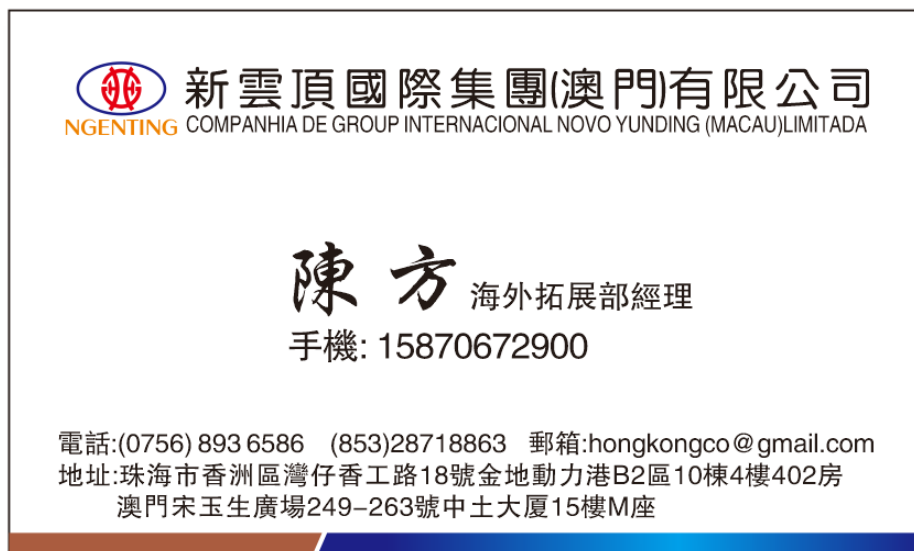 新雲頂國際集團(澳門)有限公司
NGENTING COMPANHIA DE GROUP INTERNACIONAL NOVO YUNDING (MACAU)LIMITADA
陳 方 海外拓展部經理
手機: 15870672900
電話:(0756) 893 6586 (853)28718863 郵箱:hongkongco@gmail.com
地址:珠海市香洲區灣仔香工路18號金地動力港B2區10棟4樓402房
澳門宋玉生廣場249-263號中土大厦15樓M座